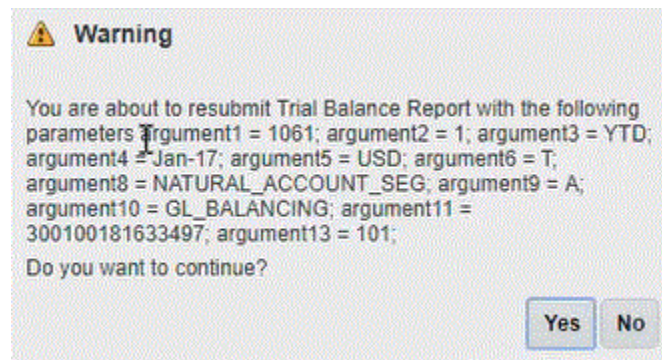 Warning
You are about to resubmit Trial Balance Report with the following
parameters argument1 = 1061; argument2 = 1; argument3 = YTD;
argument4 = Jan-17; argument5 = USD; argument6 = T;
argument8 = NATURAL_ACCOUNT_SEG; argument9 = A;
argument10 = GL_BALANCING; argument11 =
300100181633497; argument13 = 101;
Do you want to continue?
Yes No